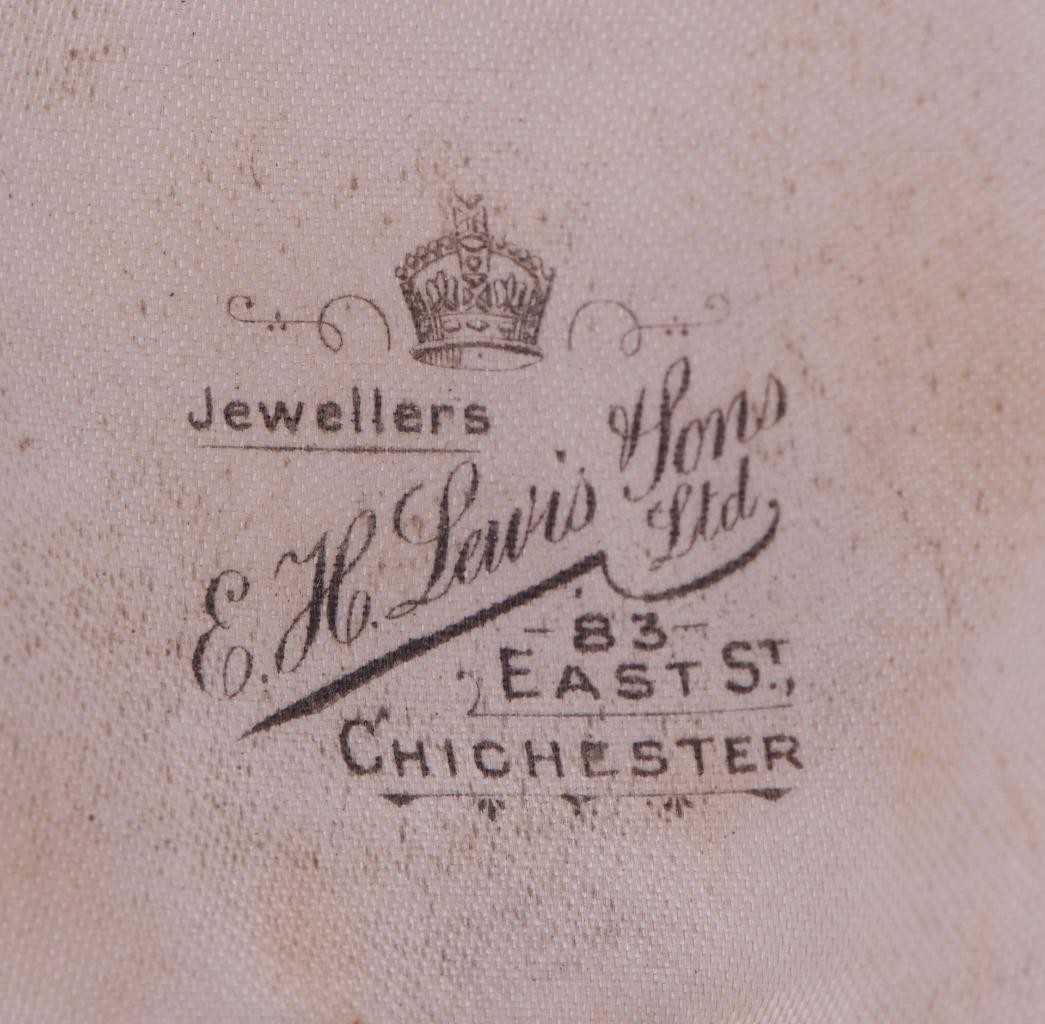 Jewellers
E. H. Lewis & Sons
Ltd,
- 83 -
EAST ST,
CHICHESTER